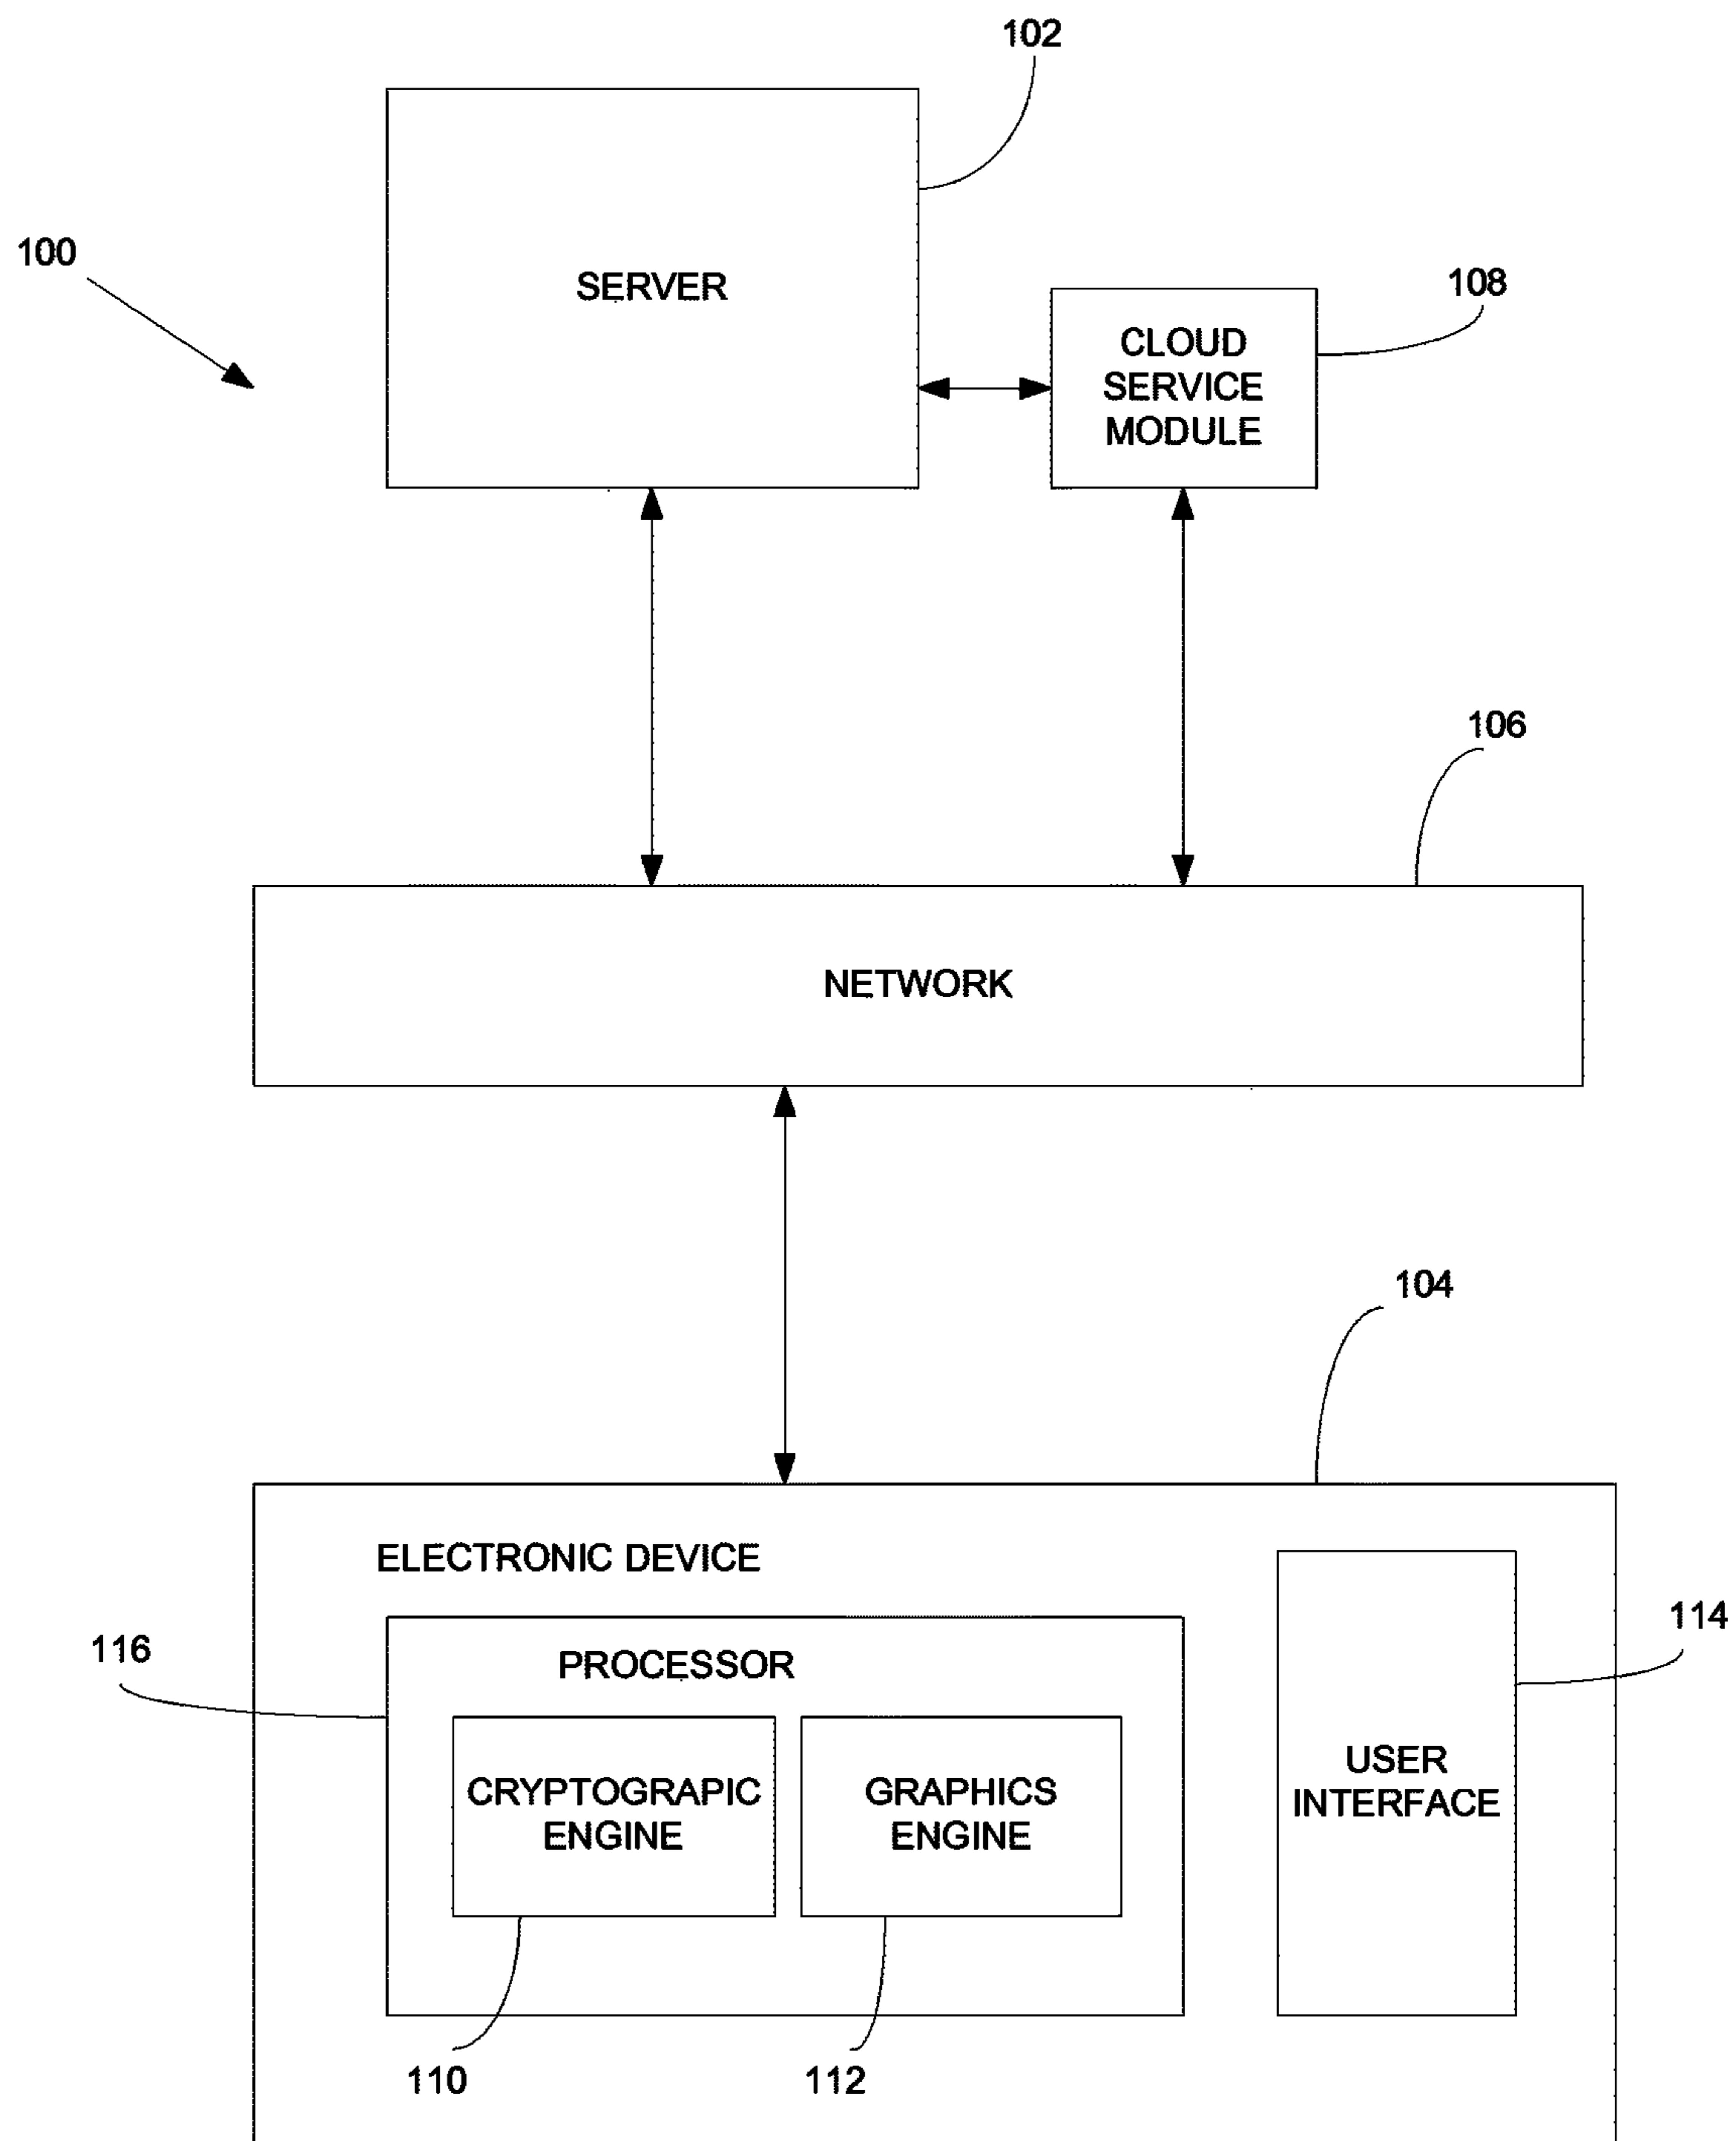 102
100
SERVER
108
CLOUD
SERVICE
MODULE
106
NETWORK
104
ELECTRONIC DEVICE
114
116
PROCESSOR
CRYPTOGRAPIC
ENGINE
GRAPHICS
ENGINE
USER
INTERFACE
110
112